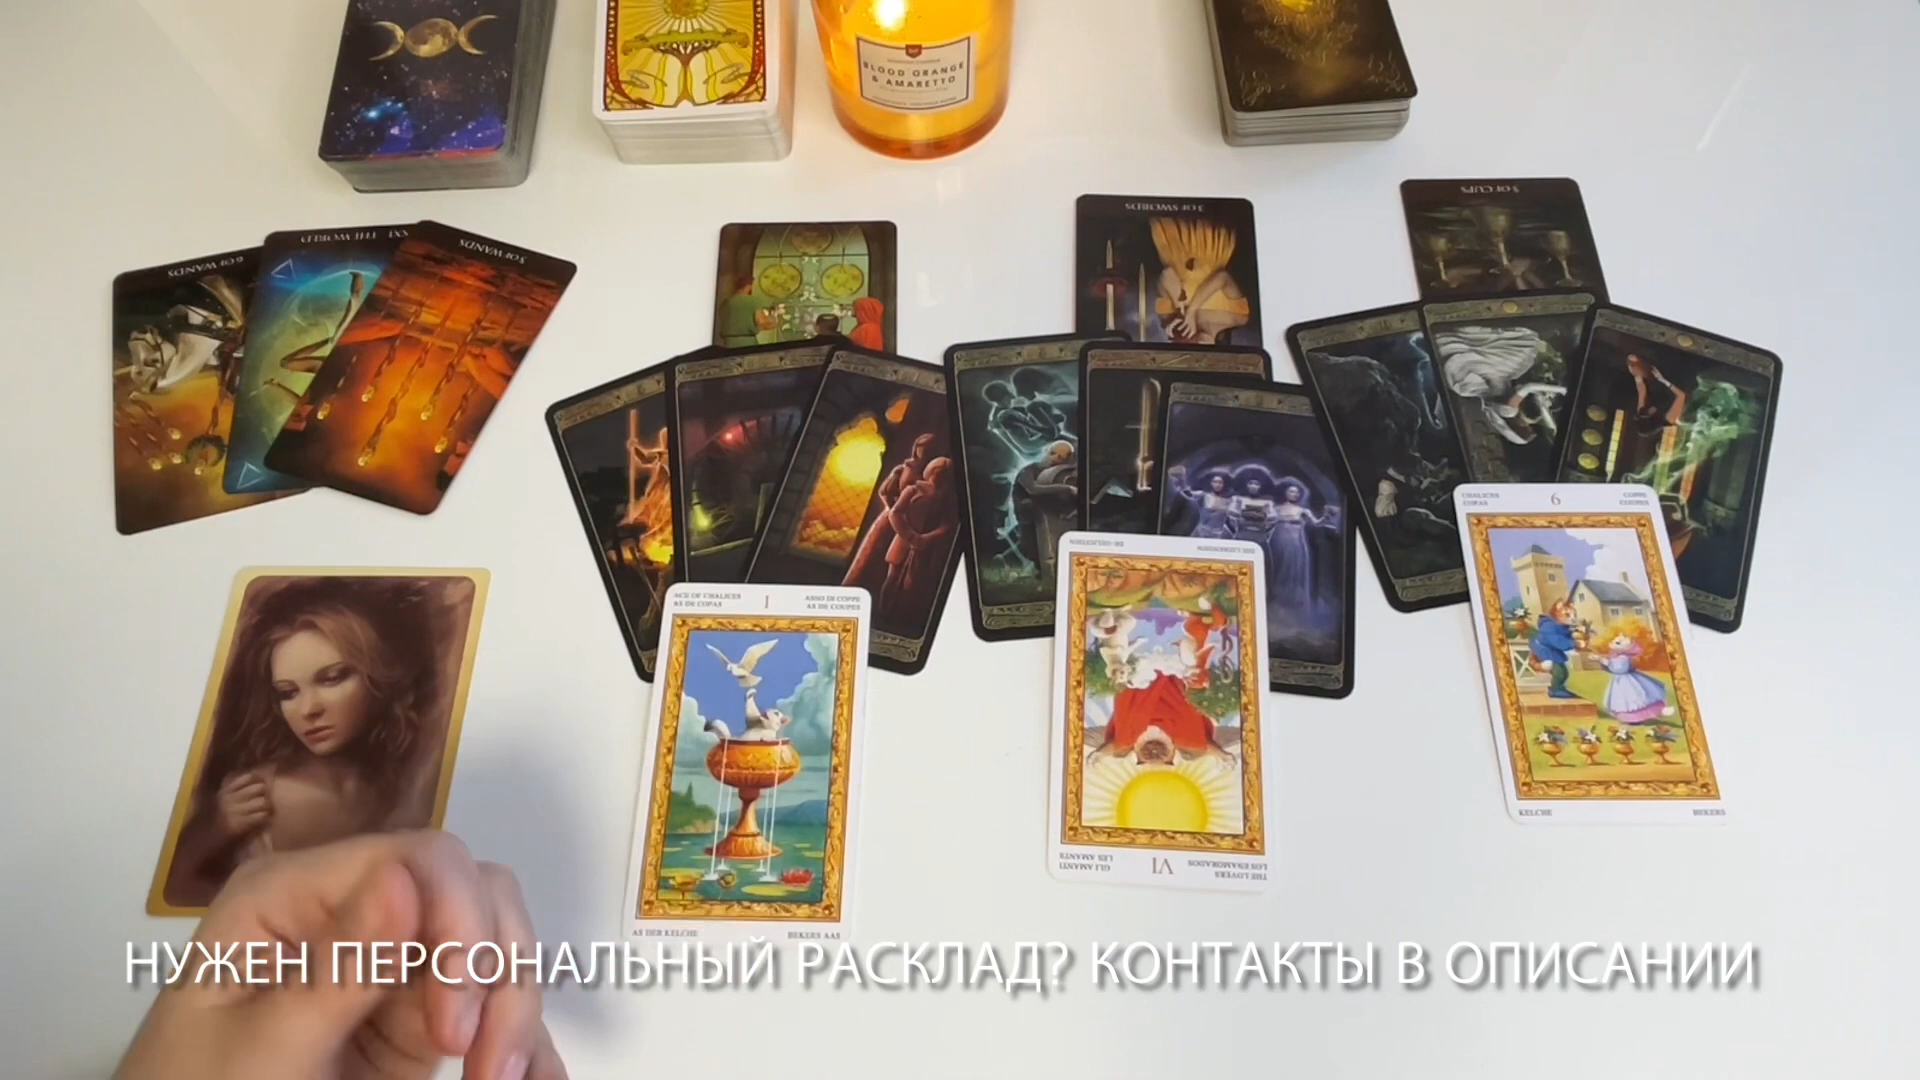 BLOOD ORANGE
& AMARETTO
6 OF WANDS
XXI THE WORLD
5 OF WANDS
3 OF SWORDS
5 OF CUPS
ACE OF CHALICES
AS DE COPAS
I
ASSO DI COPPE
AS DE COUPES
AS DER KELCHE
BEKERS AAS
THE LOVERS
LOS ENAMORADOS
VI
GLI AMANTI
LES AMANTS
CHALICES
COPAS
6
COPPE
COUPES
KELCHE
BEKERS
НУЖЕН ПЕРСОНАЛЬНЫЙ РАСКЛАД? КОНТАКТЫ В ОПИСАНИИ